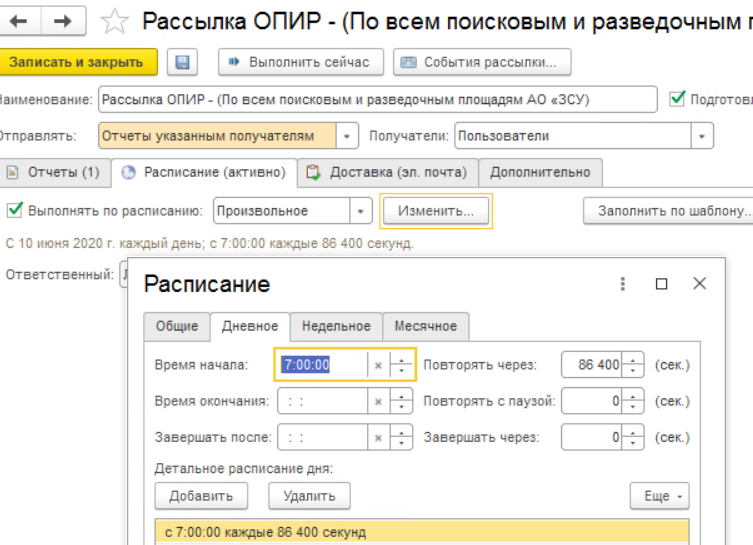 Рассылка ОПИР - (По всем поисковым и разведочным
Записать и закрыть Выполнить сейчас События рассылки...
Наименование: Рассылка ОПИР - (По всем поисковым и разведочным площадям АО «ЗСУ) Подготовл
Отправлять: Отчеты указанным получателям Получатели: Пользователи
Отчеты (1) Расписание (активно) Доставка (эл. почта) Дополнительно
Выполнять по расписанию: Произвольное Изменить... Заполнить по шаблону...
С 10 июня 2020 г. каждый день; с 7:00:00 каждые 86 400 секунд.
Ответственный:
Расписание
Общие Дневное Недельное Месячное
Время начала: 7:00:00 Повторять через: 86 400 (сек.)
Время окончания: : : Повторять с паузой: 0 (сек.)
Завершать после: : : Завершать через: 0 (сек.)
Детальное расписание дня:
Добавить Удалить Еще
с 7:00:00 каждые 86 400 секунд